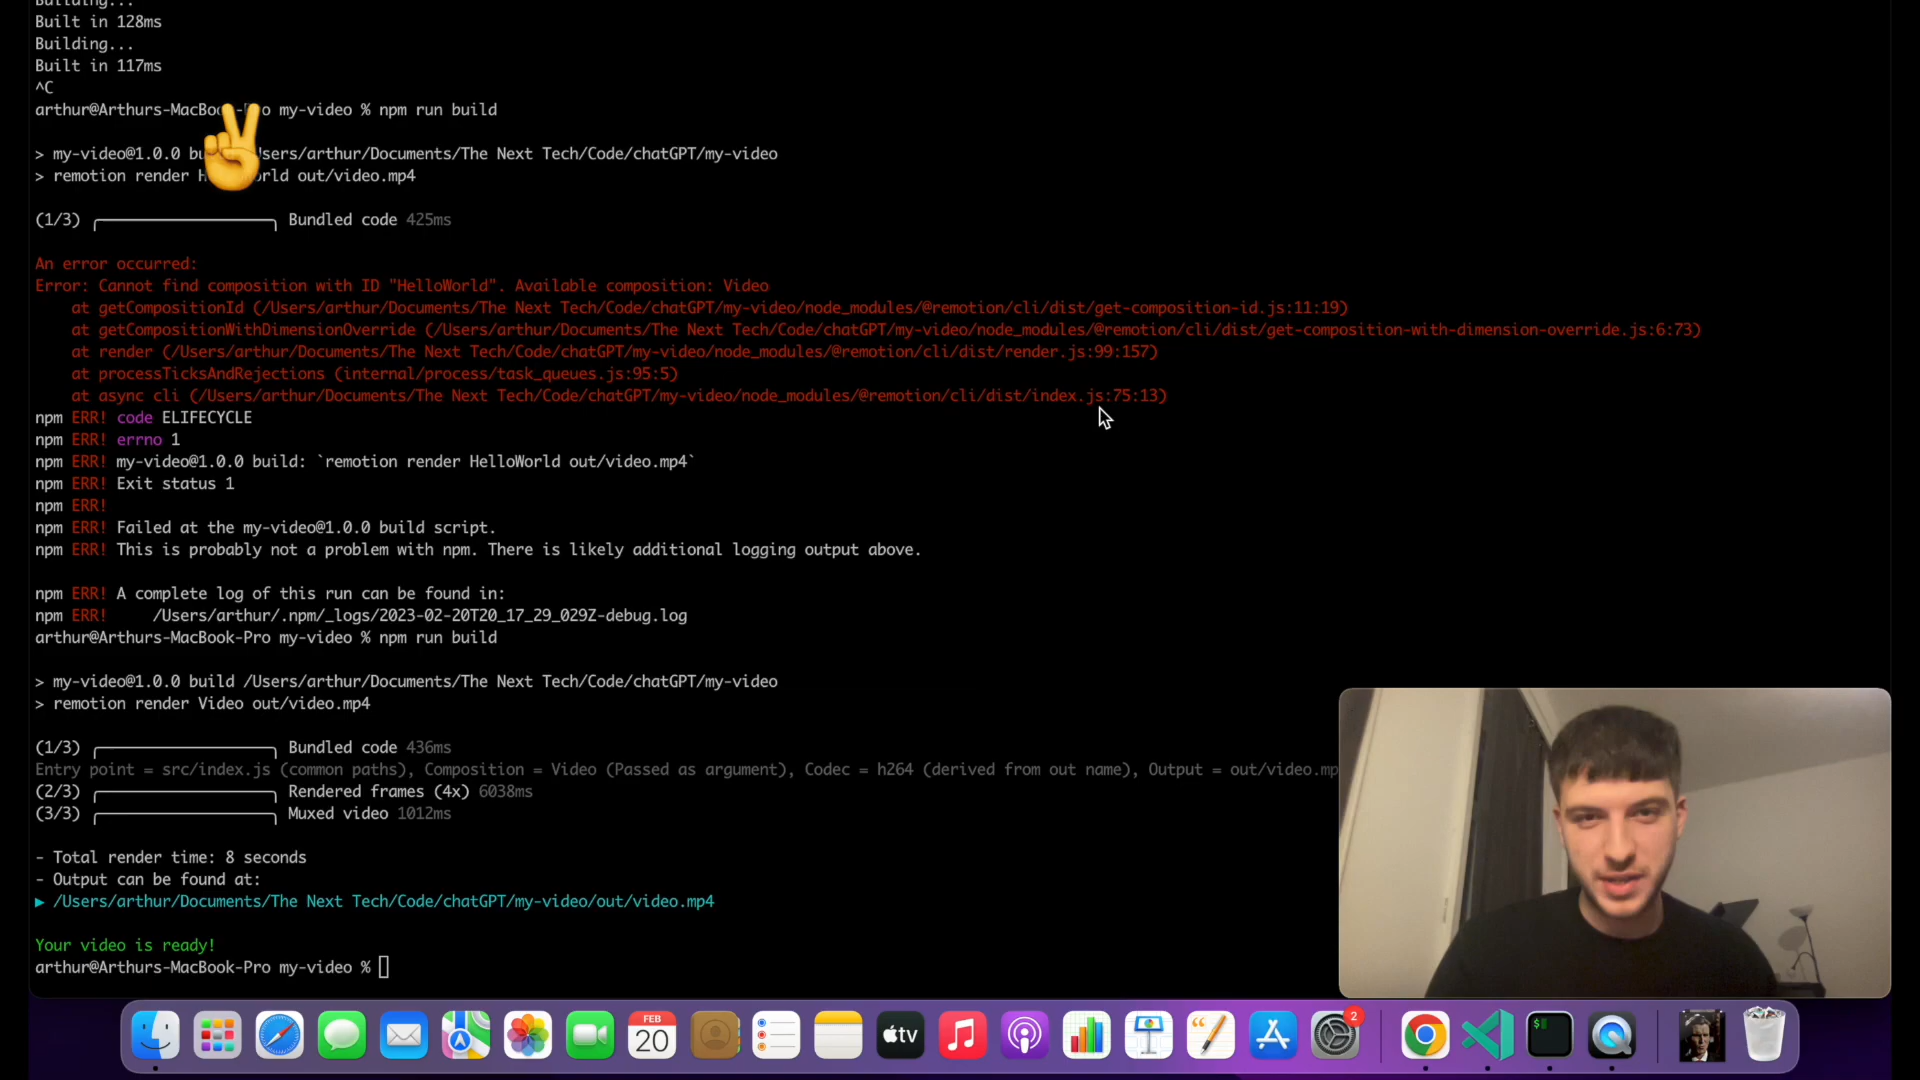 Building...
Built in 128ms
Building...
Built in 117ms
^C
arthur@Arthurs-MacBook-Pro my-video % npm run build
> my-video@1.0.0 /Users/arthur/Documents/The Next Tech/Code/chatGPT/my-video
> remotion render out/video.mp4
(1/3) Bundled code 425ms
An error occurred:
Error: Cannot find composition with ID "HelloWorld". Available composition: Video
at getCompositionId (/Users/arthur/Documents/The Next Tech/Code/chatGPT/my-video/node_modules/@remotion/cli/dist/get-composition-id.js:11:19)
at getCompositionWithDimensionOverride (/Users/arthur/Documents/The Next Tech/Code/chatGPT/my-video/node_modules/@remotion/cli/dist/get-composition-with-dimension-override.js:6:73)
at render (/Users/arthur/Documents/The Next Tech/Code/chatGPT/my-video/node_modules/@remotion/cli/dist/render.js:99:157)
at processTicksAndRejections (internal/process/task_queues.js:95:5)
at async cli (/Users/arthur/Documents/The Next Tech/Code/chatGPT/my-video/node_modules/@remotion/cli/dist/index.js:75:13)
npm ERR! code ELIFECYCLE
npm ERR! errno 1
npm ERR! my-video@1.0.0 build: `remotion render HelloWorld out/video.mp4`
npm ERR! Exit status 1
npm ERR!
npm ERR! Failed at the my-video@1.0.0 build script.
npm ERR! This is probably not a problem with npm. There is likely additional logging output above.
npm ERR! A complete log of this run can be found in:
npm ERR! /Users/arthur/.npm/_logs/2023-02-20T20_17_29_029Z-debug.log
arthur@Arthurs-MacBook-Pro my-video % npm run build
> my-video@1.0.0 build /Users/arthur/Documents/The Next Tech/Code/chatGPT/my-video
> remotion render Video out/video.mp4
(1/3) Bundled code 436ms
Entry point = src/index.js (common paths), Composition = Video (Passed as argument), Codec = h264 (derived from out name), Output = out/video.mp
(2/3) Rendered frames (4x) 6038ms
(3/3) Muxed video 1012ms
- Total render time: 8 seconds
- Output can be found at:
▶ /Users/arthur/Documents/The Next Tech/Code/chatGPT/my-video/out/video.mp4
Your video is ready!
arthur@Arthurs-MacBook-Pro my-video %
FEB
20
tv
2
$